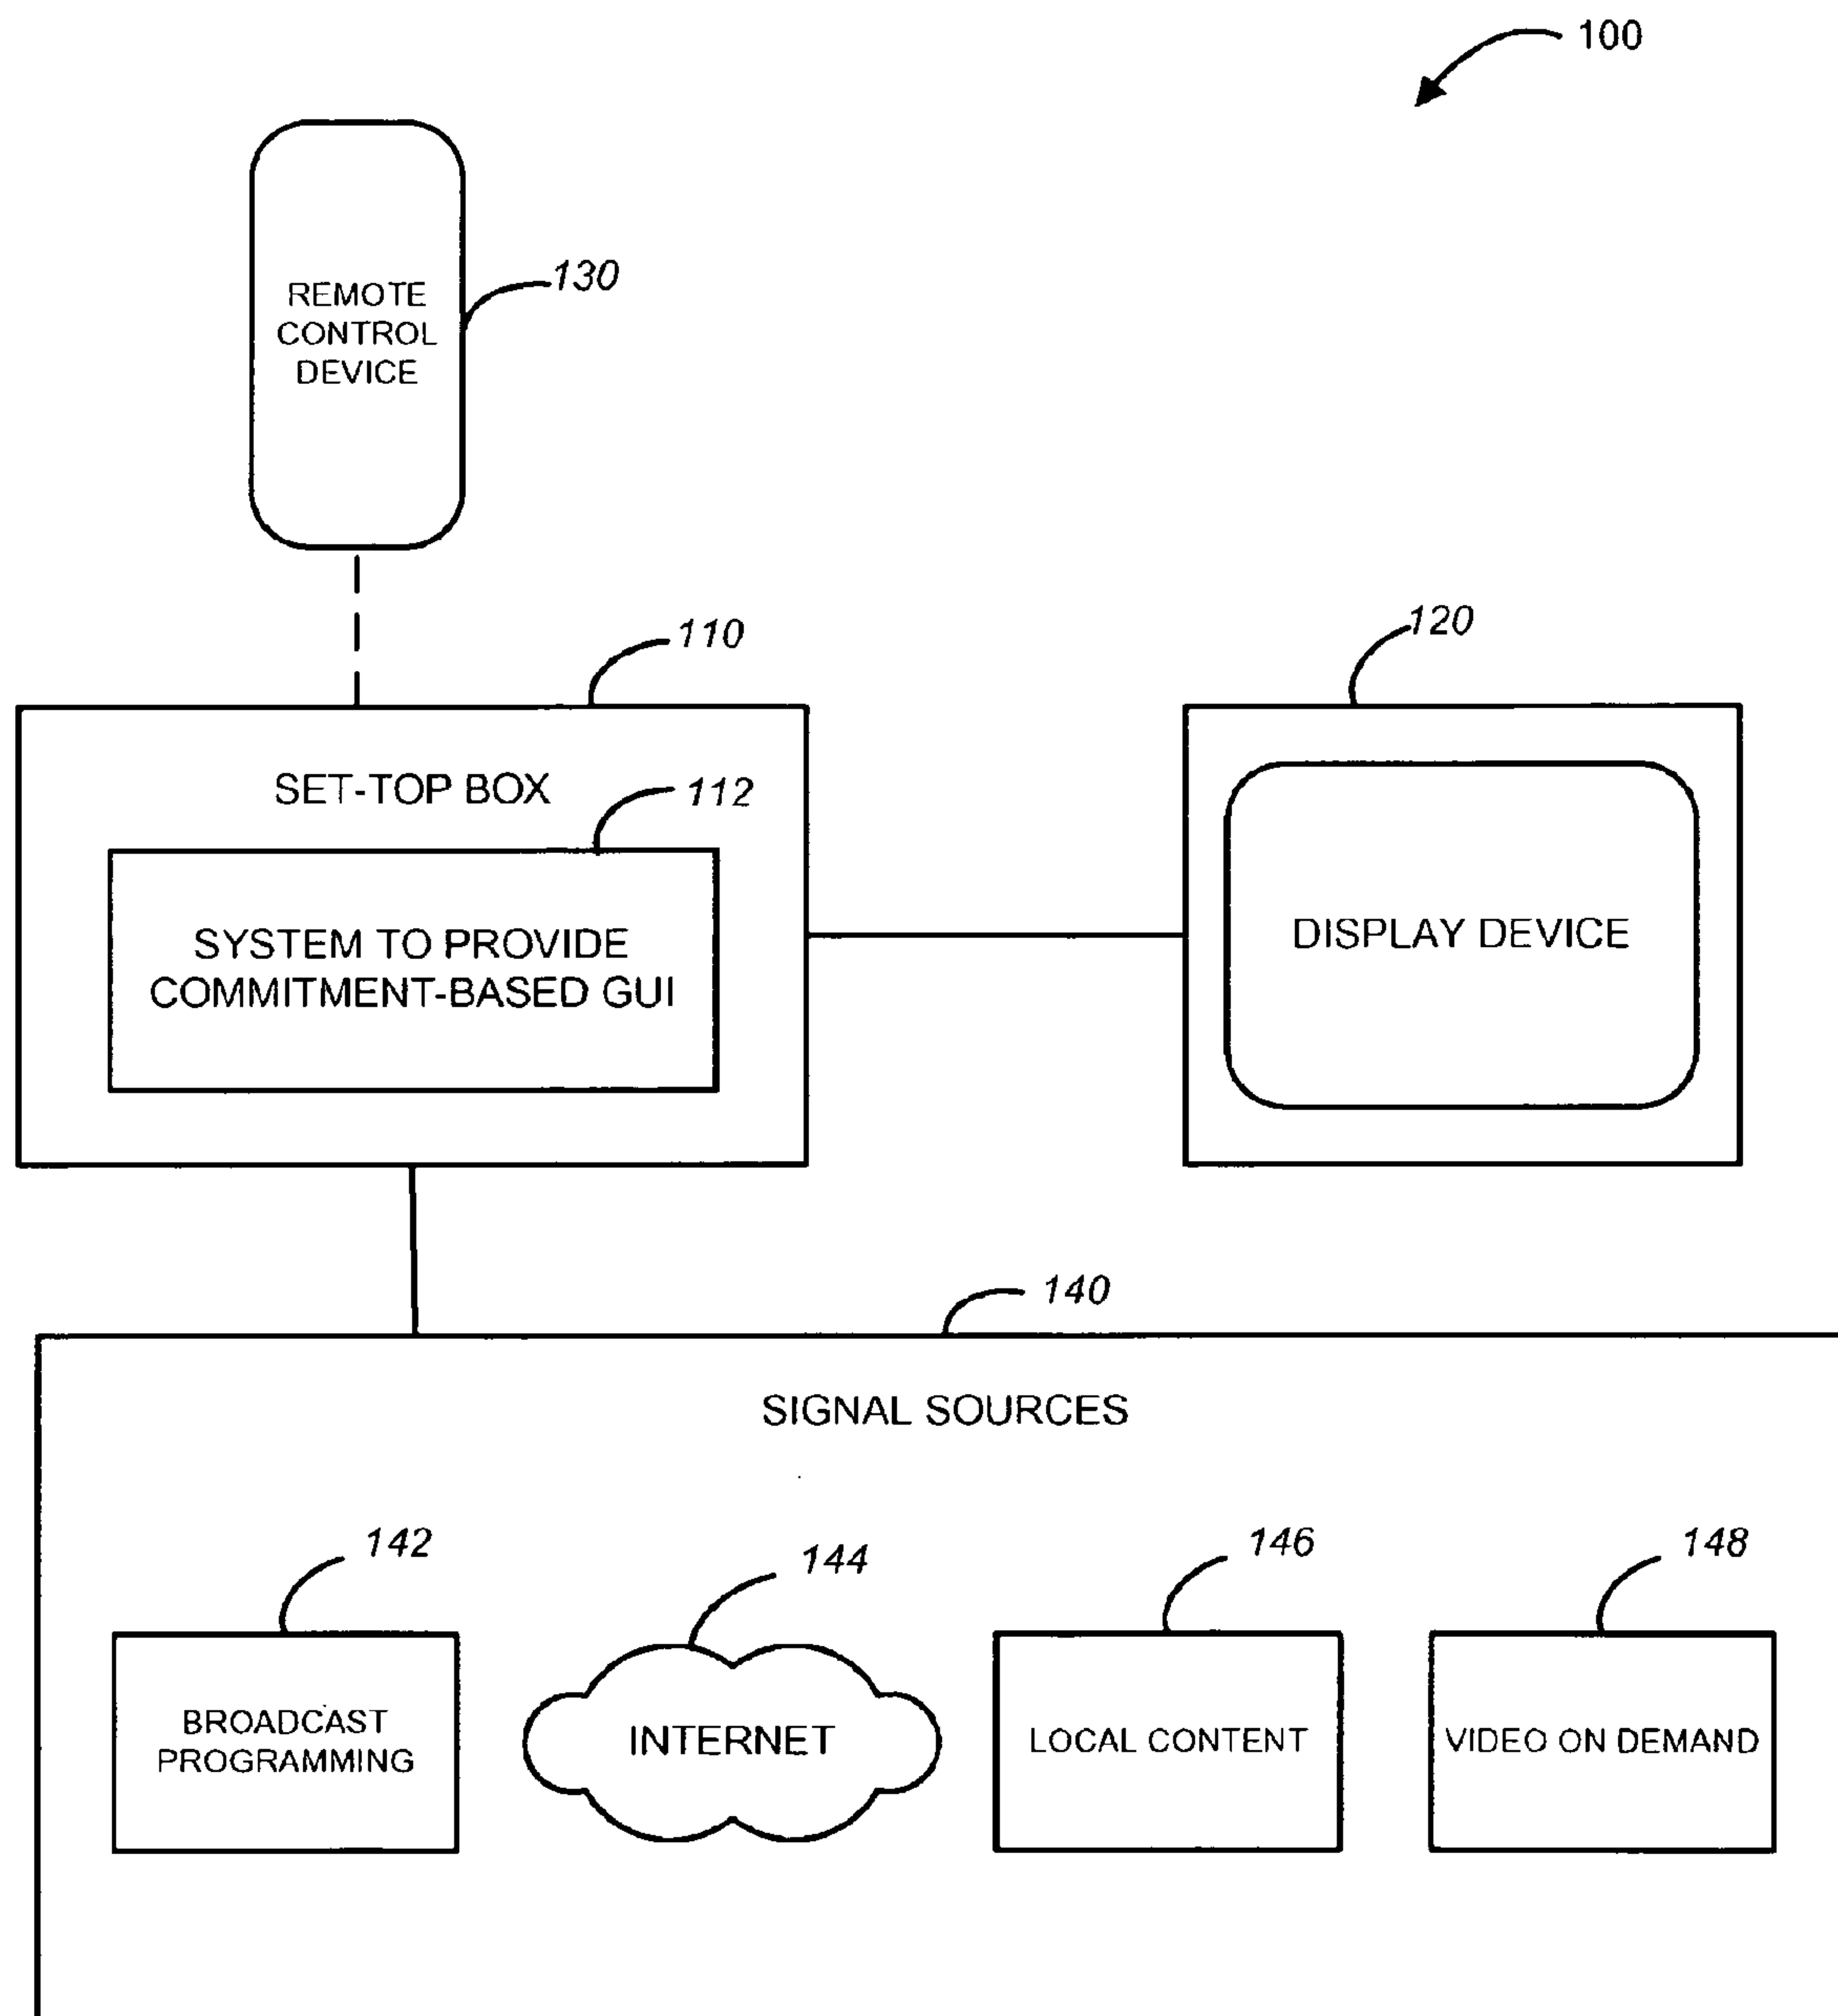 100
130
REMOTE
CONTROL
DEVICE
110
120
SET-TOP BOX
112
SYSTEM TO PROVIDE
COMMITMENT-BASED GUI
DISPLAY DEVICE
140
SIGNAL SOURCES
142
144
146
148
BROADCAST
PROGRAMMING
INTERNET
LOCAL CONTENT
VIDEO ON DEMAND